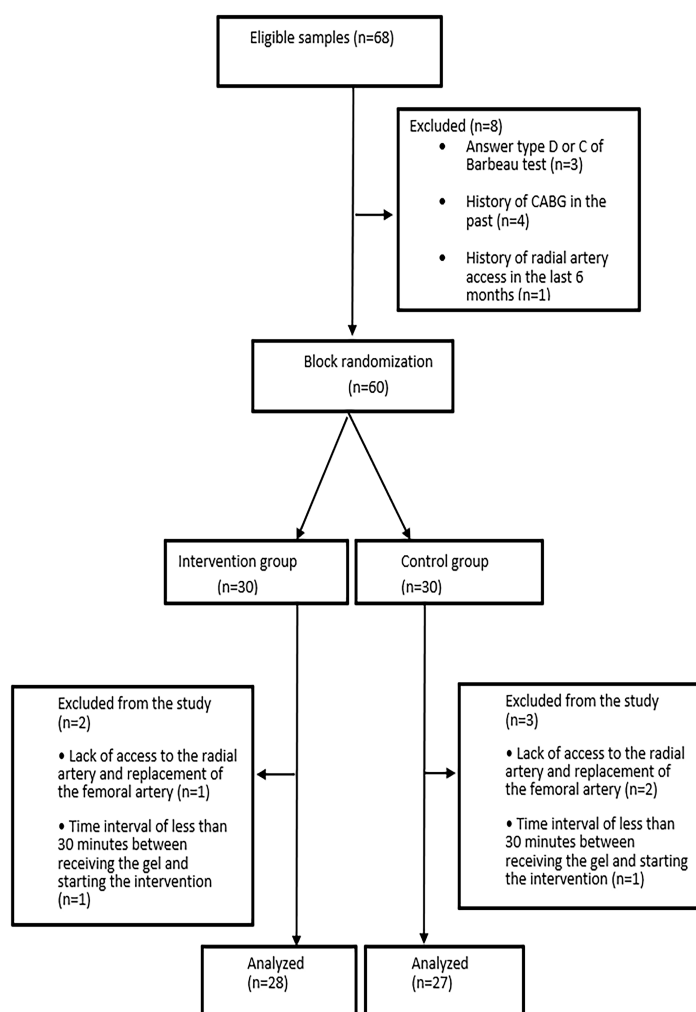 Eligible samples (n=68)
Excluded (n=8)
• Answer type D or C of
Barbeau test (n=3)
• History of CABG in the
past (n=4)
• History of radial artery
access in the last 6
months (n=1)
Block randomization
(n=60)
Intervention group
(n=30)
Control group
(n=30)
Excluded from the study
(n=2)
• Lack of access to the radial
artery and replacement of
the femoral artery (n=1)
• Time interval of less than
30 minutes between
receiving the gel and
starting the intervention
(n=1)
Excluded from the study
(n=3)
• Lack of access to the radial
artery and replacement of
the femoral artery (n=2)
• Time interval of less than
30 minutes between
receiving the gel and starting
the intervention (n=1)
Analyzed
(n=28)
Analyzed
(n=27)